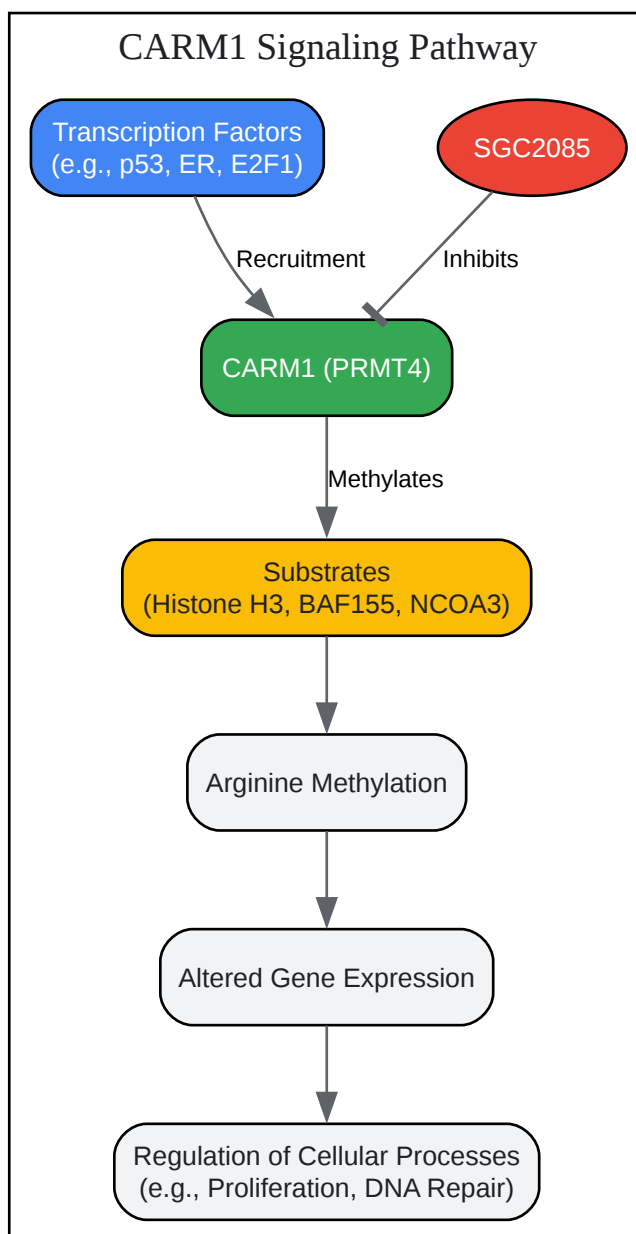 CARM1 Signaling Pathway
Transcription Factors
(e.g., p53, ER, E2F1)
SGC2085
Recruitment
Inhibits
CARM1 (PRMT4)
Methylates
Substrates
(Histone H3, BAF155, NCOA3)
Arginine Methylation
Altered Gene Expression
Regulation of Cellular Processes
(e.g., Proliferation, DNA Repair)